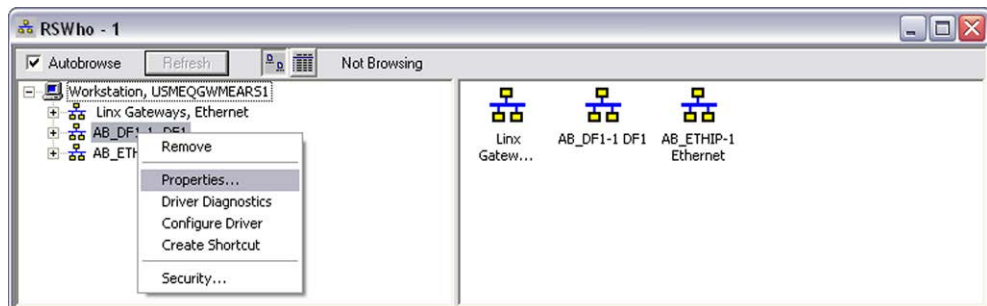 RSWho - 1
Autobrowse Refresh Not Browsing
Workstation, USMEQGWMEARS1
Linx Gateways, Ethernet
AB_DF1-1, DF1
AB_ETH
Remove
Properties...
Driver Diagnostics
Configure Driver
Create Shortcut
Security...
Linx
Gatew...
AB_DF1-1 DF1
AB_ETHIP-1
Ethernet